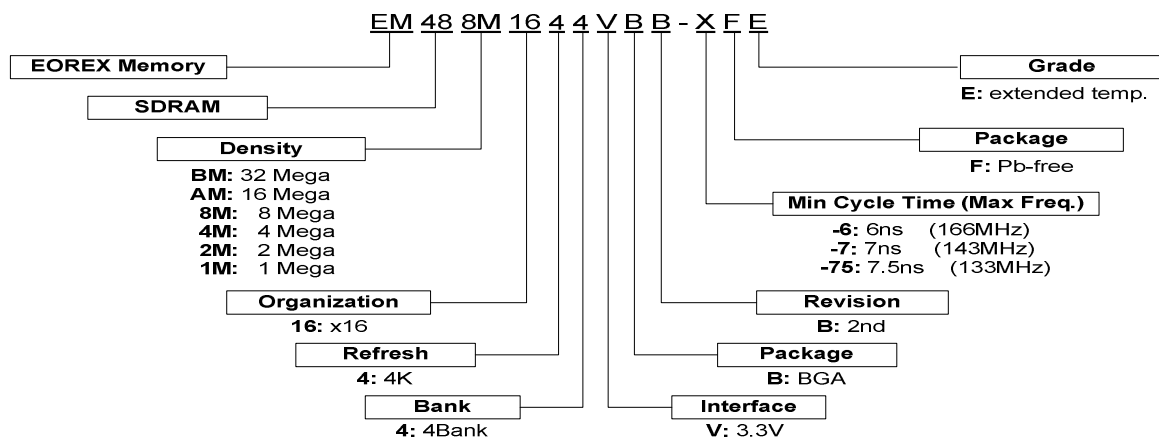 EM 48 8M 16 4 4 V B B - X F E
EOREX Memory
SDRAM
Density
BM: 32 Mega
AM: 16 Mega
8M: 8 Mega
4M: 4 Mega
2M: 2 Mega
1M: 1 Mega
Organization
16: x16
Refresh
4: 4K
Bank
4: 4Bank
Grade
E: extended temp.
Package
F: Pb-free
Min Cycle Time (Max Freq.)
-6: 6ns (166MHz)
-7: 7ns (143MHz)
-75: 7.5ns (133MHz)
Revision
B: 2nd
Package
B: BGA
Interface
V: 3.3V